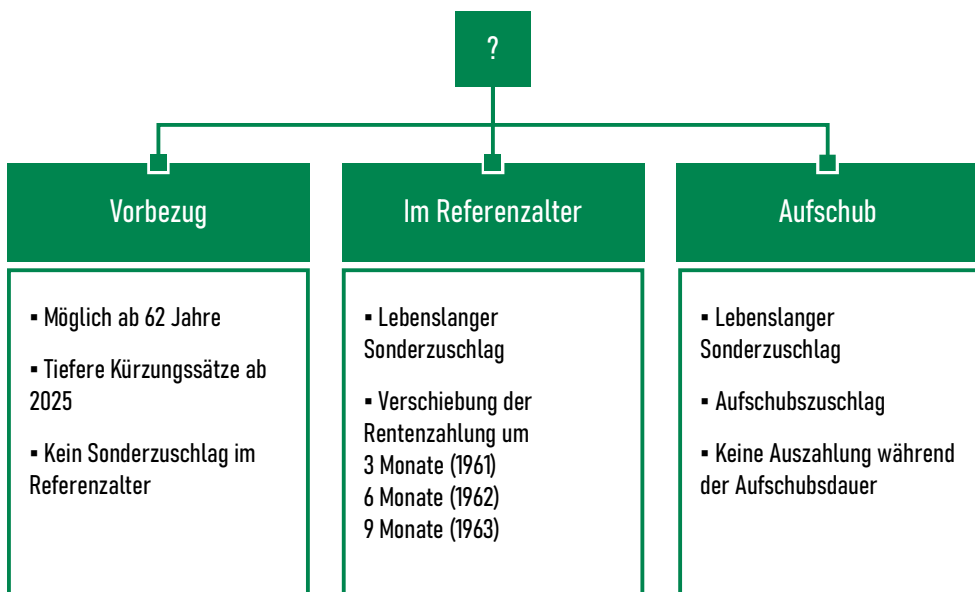 ?
Vorbezug
▪ Möglich ab 62 Jahre
▪ Tiefere Kürzungssätze ab
2025
▪ Kein Sonderzuschlag im
Referenzalter
Im Referenzalter
▪ Lebenslanger
Sonderzuschlag
▪ Verschiebung der
Rentenzahlung um
3 Monate (1961)
6 Monate (1962)
9 Monate (1963)
Aufschub
▪ Lebenslanger
Sonderzuschlag
▪ Aufschubszuschlag
▪ Keine Auszahlung während
der Aufschubsdauer